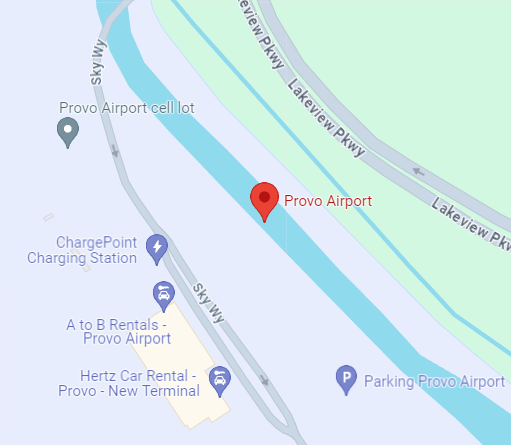 Lakeview Pkwy
Sky Wy
Lakeview Pkwy
Provo Airport cell lot
Provo Airport
Lakeview Pkw
ChargePoint
Charging Station
Sky Wy
A to B Rentals -
Provo Airport
Hertz Car Rental -
Provo - New Terminal
P
Parking Provo Airport